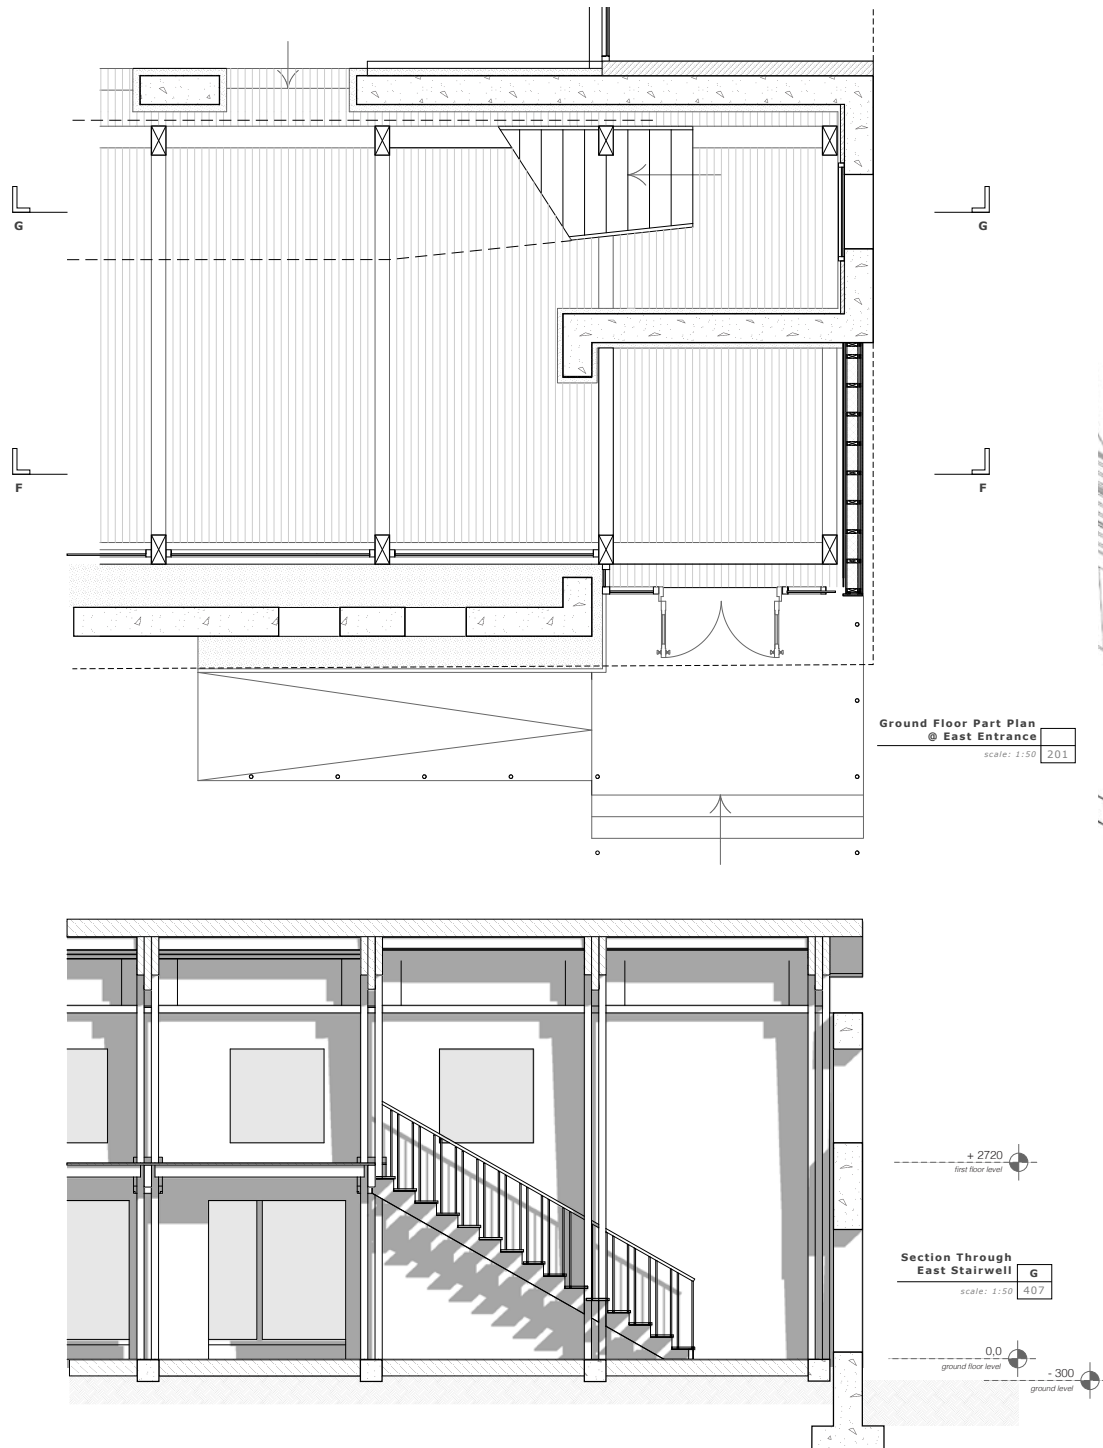 G
G
F
F
Ground Floor Part Plan
@ East Entrance
scale: 1:50
201
+ 2720
first floor level
Section Through
East Stairwell
G
scale: 1:50
407
0,0
ground floor level
- 300
ground level